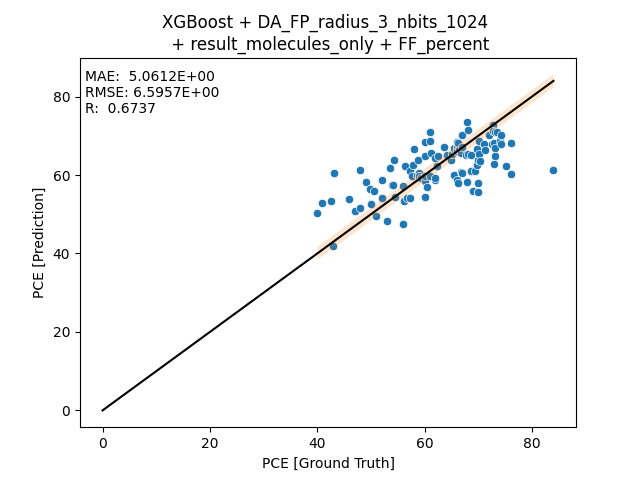 XGBoost + DA_FP_radius_3_nbits_1024
+ result_molecules_only + FF_percent
MAE:  5.0612E+00
RMSE: 6.5957E+00
R:  0.6737
PCE [Prediction]
80
60
40
20
0
0 20 40 60 80
PCE [Ground Truth]